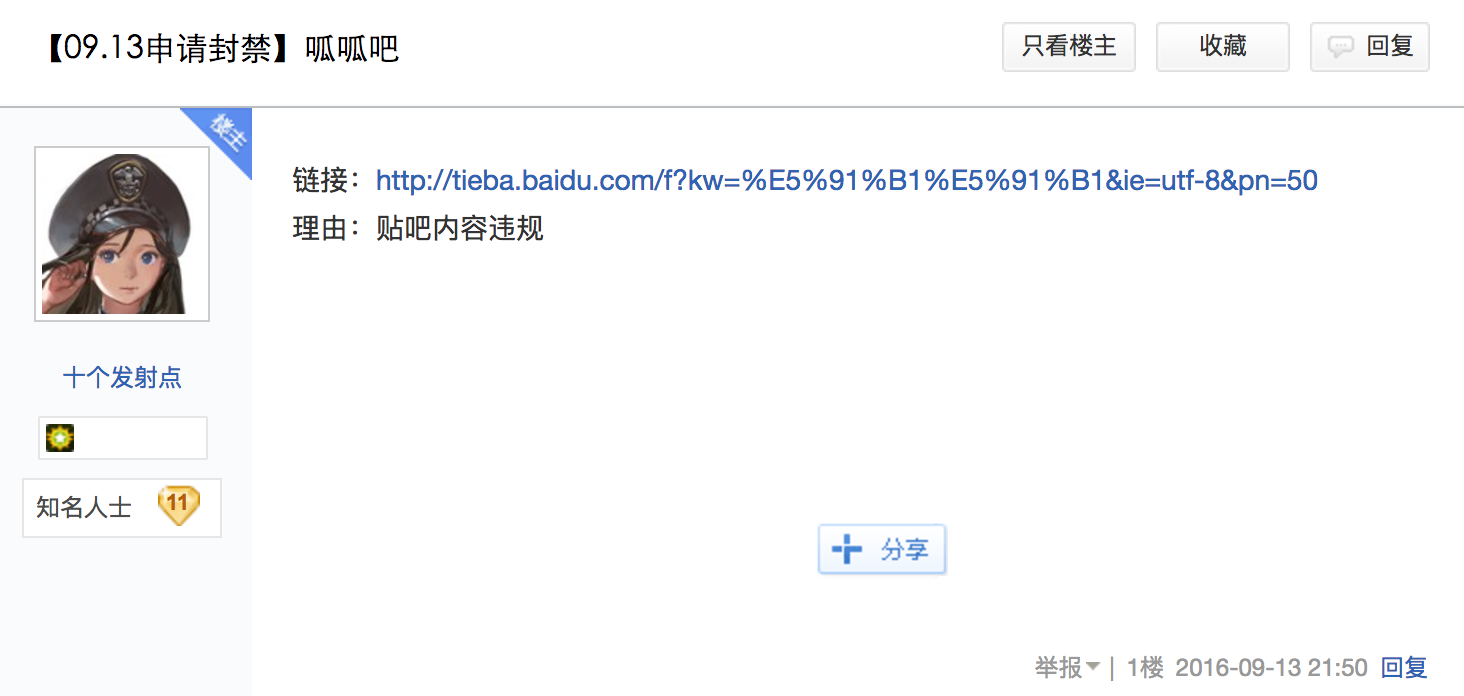 【09.13申请封禁】呱呱吧
只看楼主
收藏
回复
楼主
链接：http://tieba.baidu.com/f?kw=%E5%91%B1%E5%91%B1&ie=utf-8&pn=50
理由：贴吧内容违规
十个发射点
知名人士 11
分享
举报 | 1楼 2016-09-13 21:50 回复